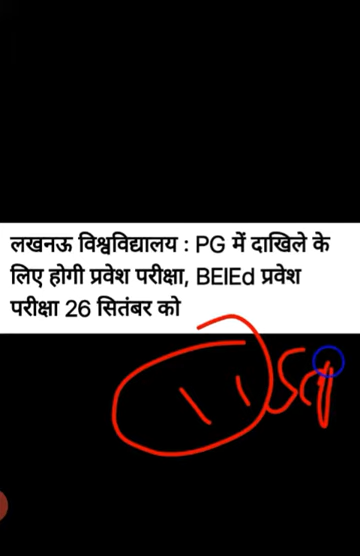 लखनऊ विश्वविद्यालय : PG में दाखिले के
लिए होगी प्रवेश परीक्षा, BElEd प्रवेश
परीक्षा 26 सितंबर को